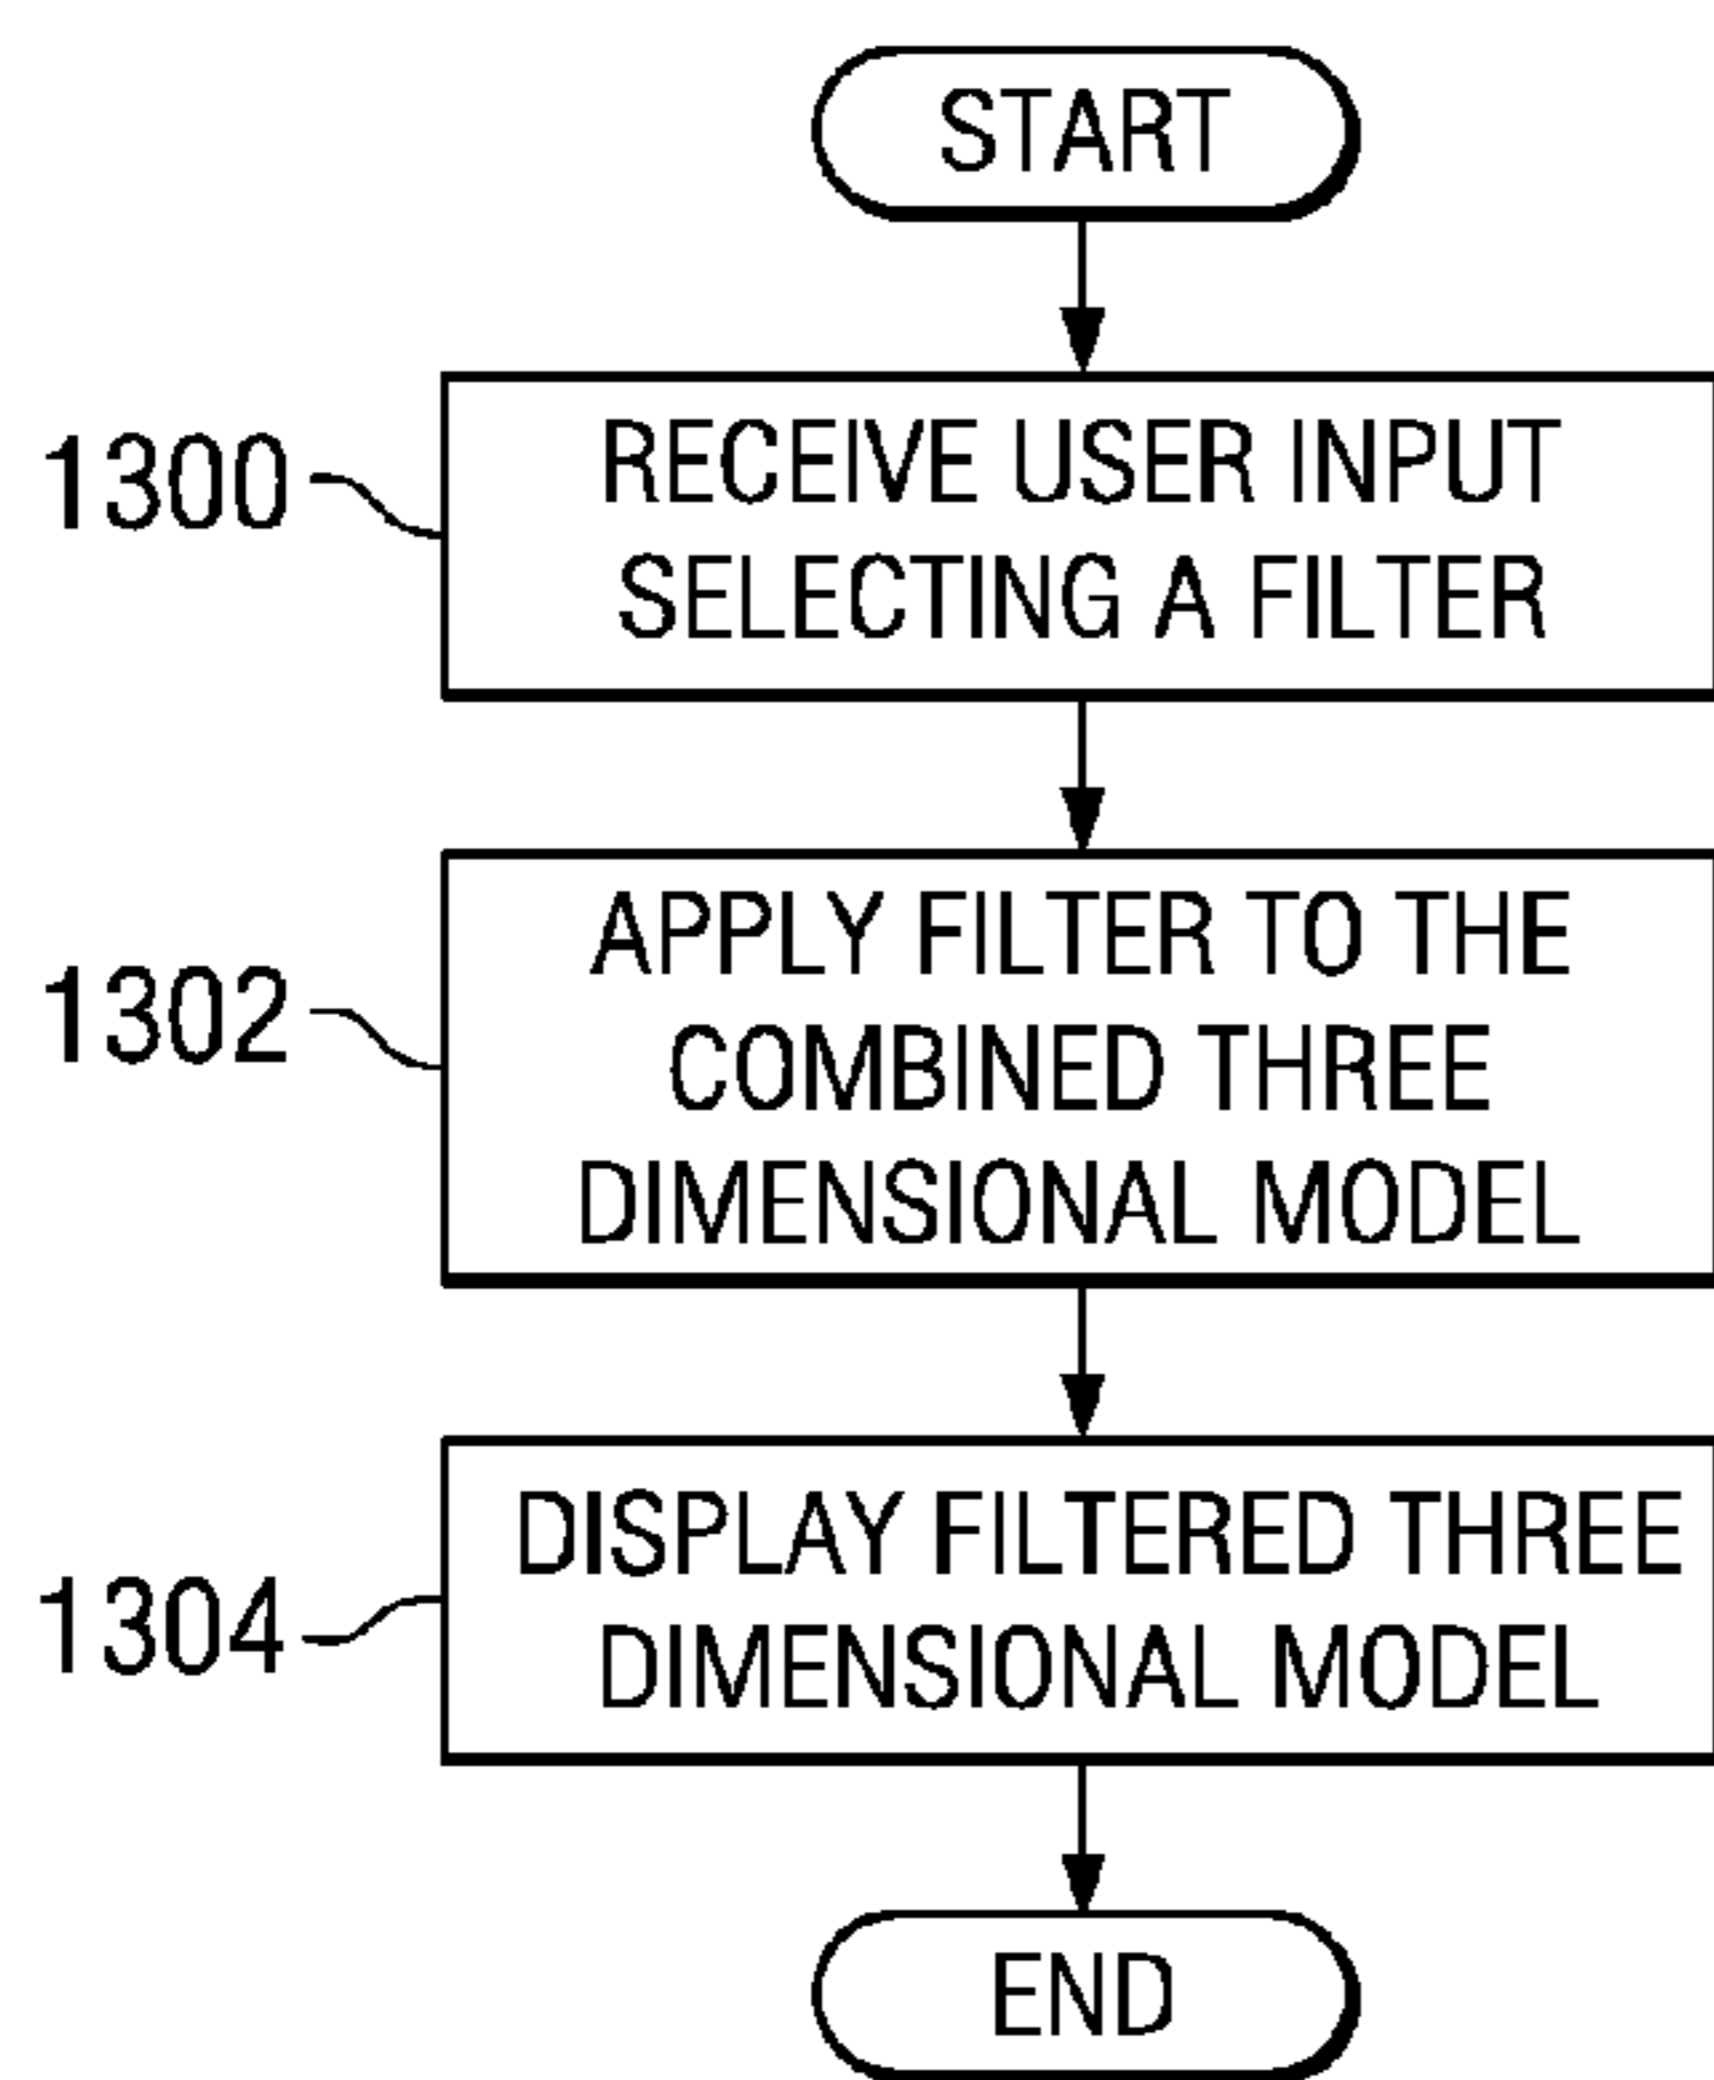 START
1300
RECEIVE USER INPUT
SELECTING A FILTER
1302
APPLY FILTER TO THE
COMBINED THREE
DIMENSIONAL MODEL
1304
DISPLAY FILTERED THREE
DIMENSIONAL MODEL
END